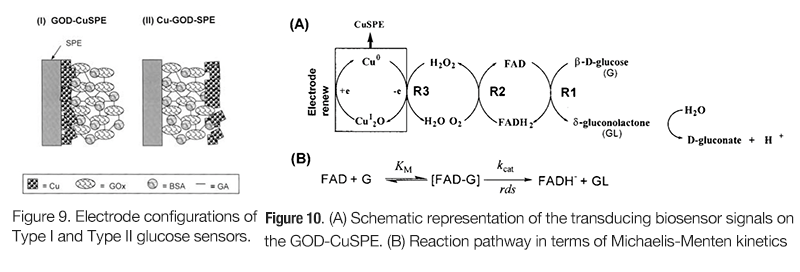 (I) GOD-CuSPE
(II) Cu-GOD-SPE
SPE
= Cu = GOx = BSA = GA
Figure 9. Electrode configurations of
Type I and Type II glucose sensors.
(A)
CuSPE
Cu⁰ H₂O₂ FAD β-D-glucose
(G)
Electrode
renew
+e -e R3 R2 R1
H₂O
Cu¹₂O H₂O O₂ FADH₂ δ-gluconolactone
(GL)
D-gluconate + H⁺
(B)
K_M k_cat
FAD + G [FAD-G] FADH⁻ + GL
rds
Figure 10. (A) Schematic representation of the transducing biosensor signals on
the GOD-CuSPE. (B) Reaction pathway in terms of Michaelis-Menten kinetics